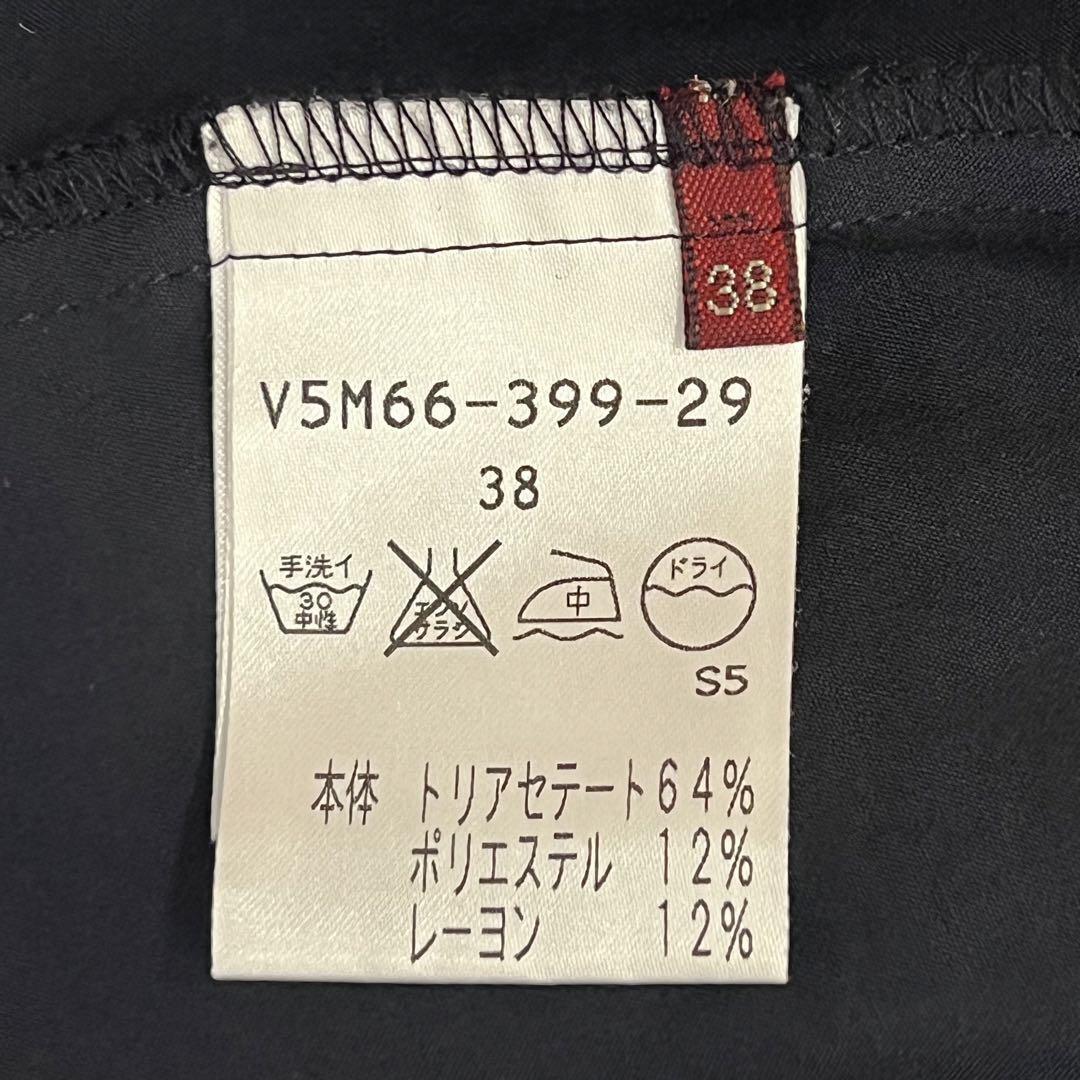 38
V5M66-399-29
38
手洗イ
30
中性
エンソ
サラシ
中
ドライ
S5
本体 トリアセテート64%
ポリエステル 12%
レーヨン 12%